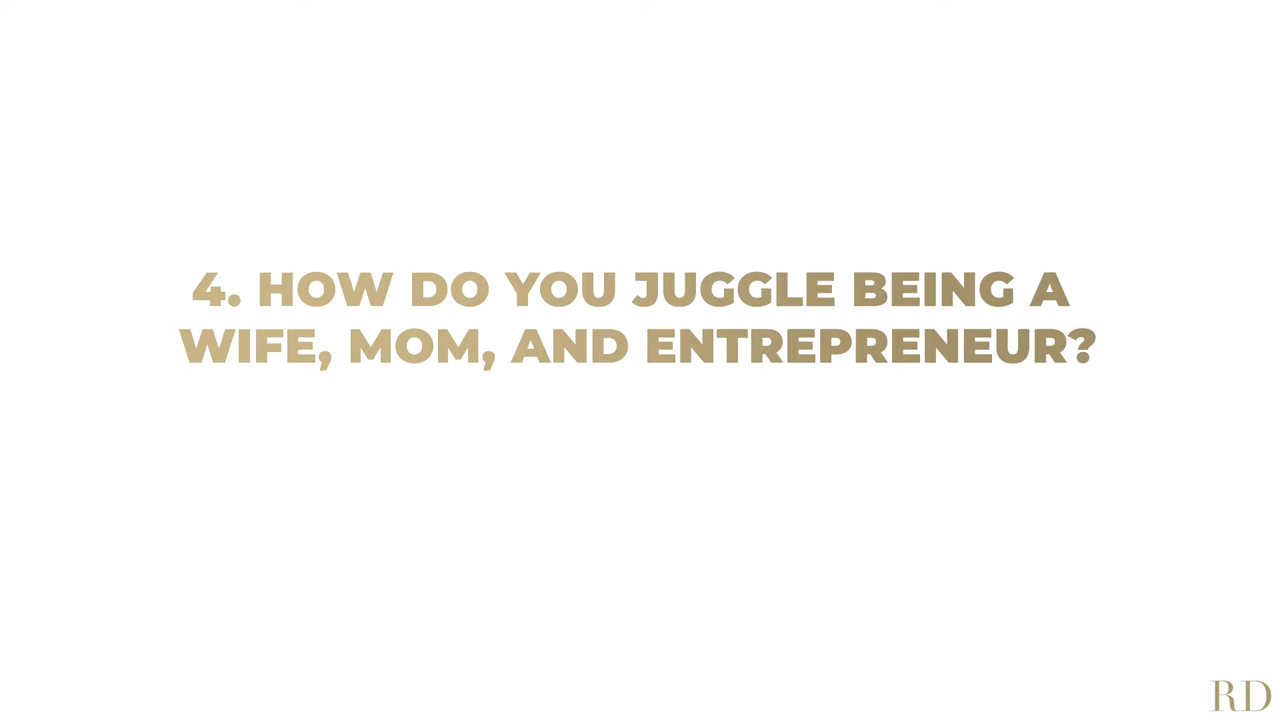 4. HOW DO YOU JUGGLE BEING A
WIFE, MOM, AND ENTREPRENEUR?
RD